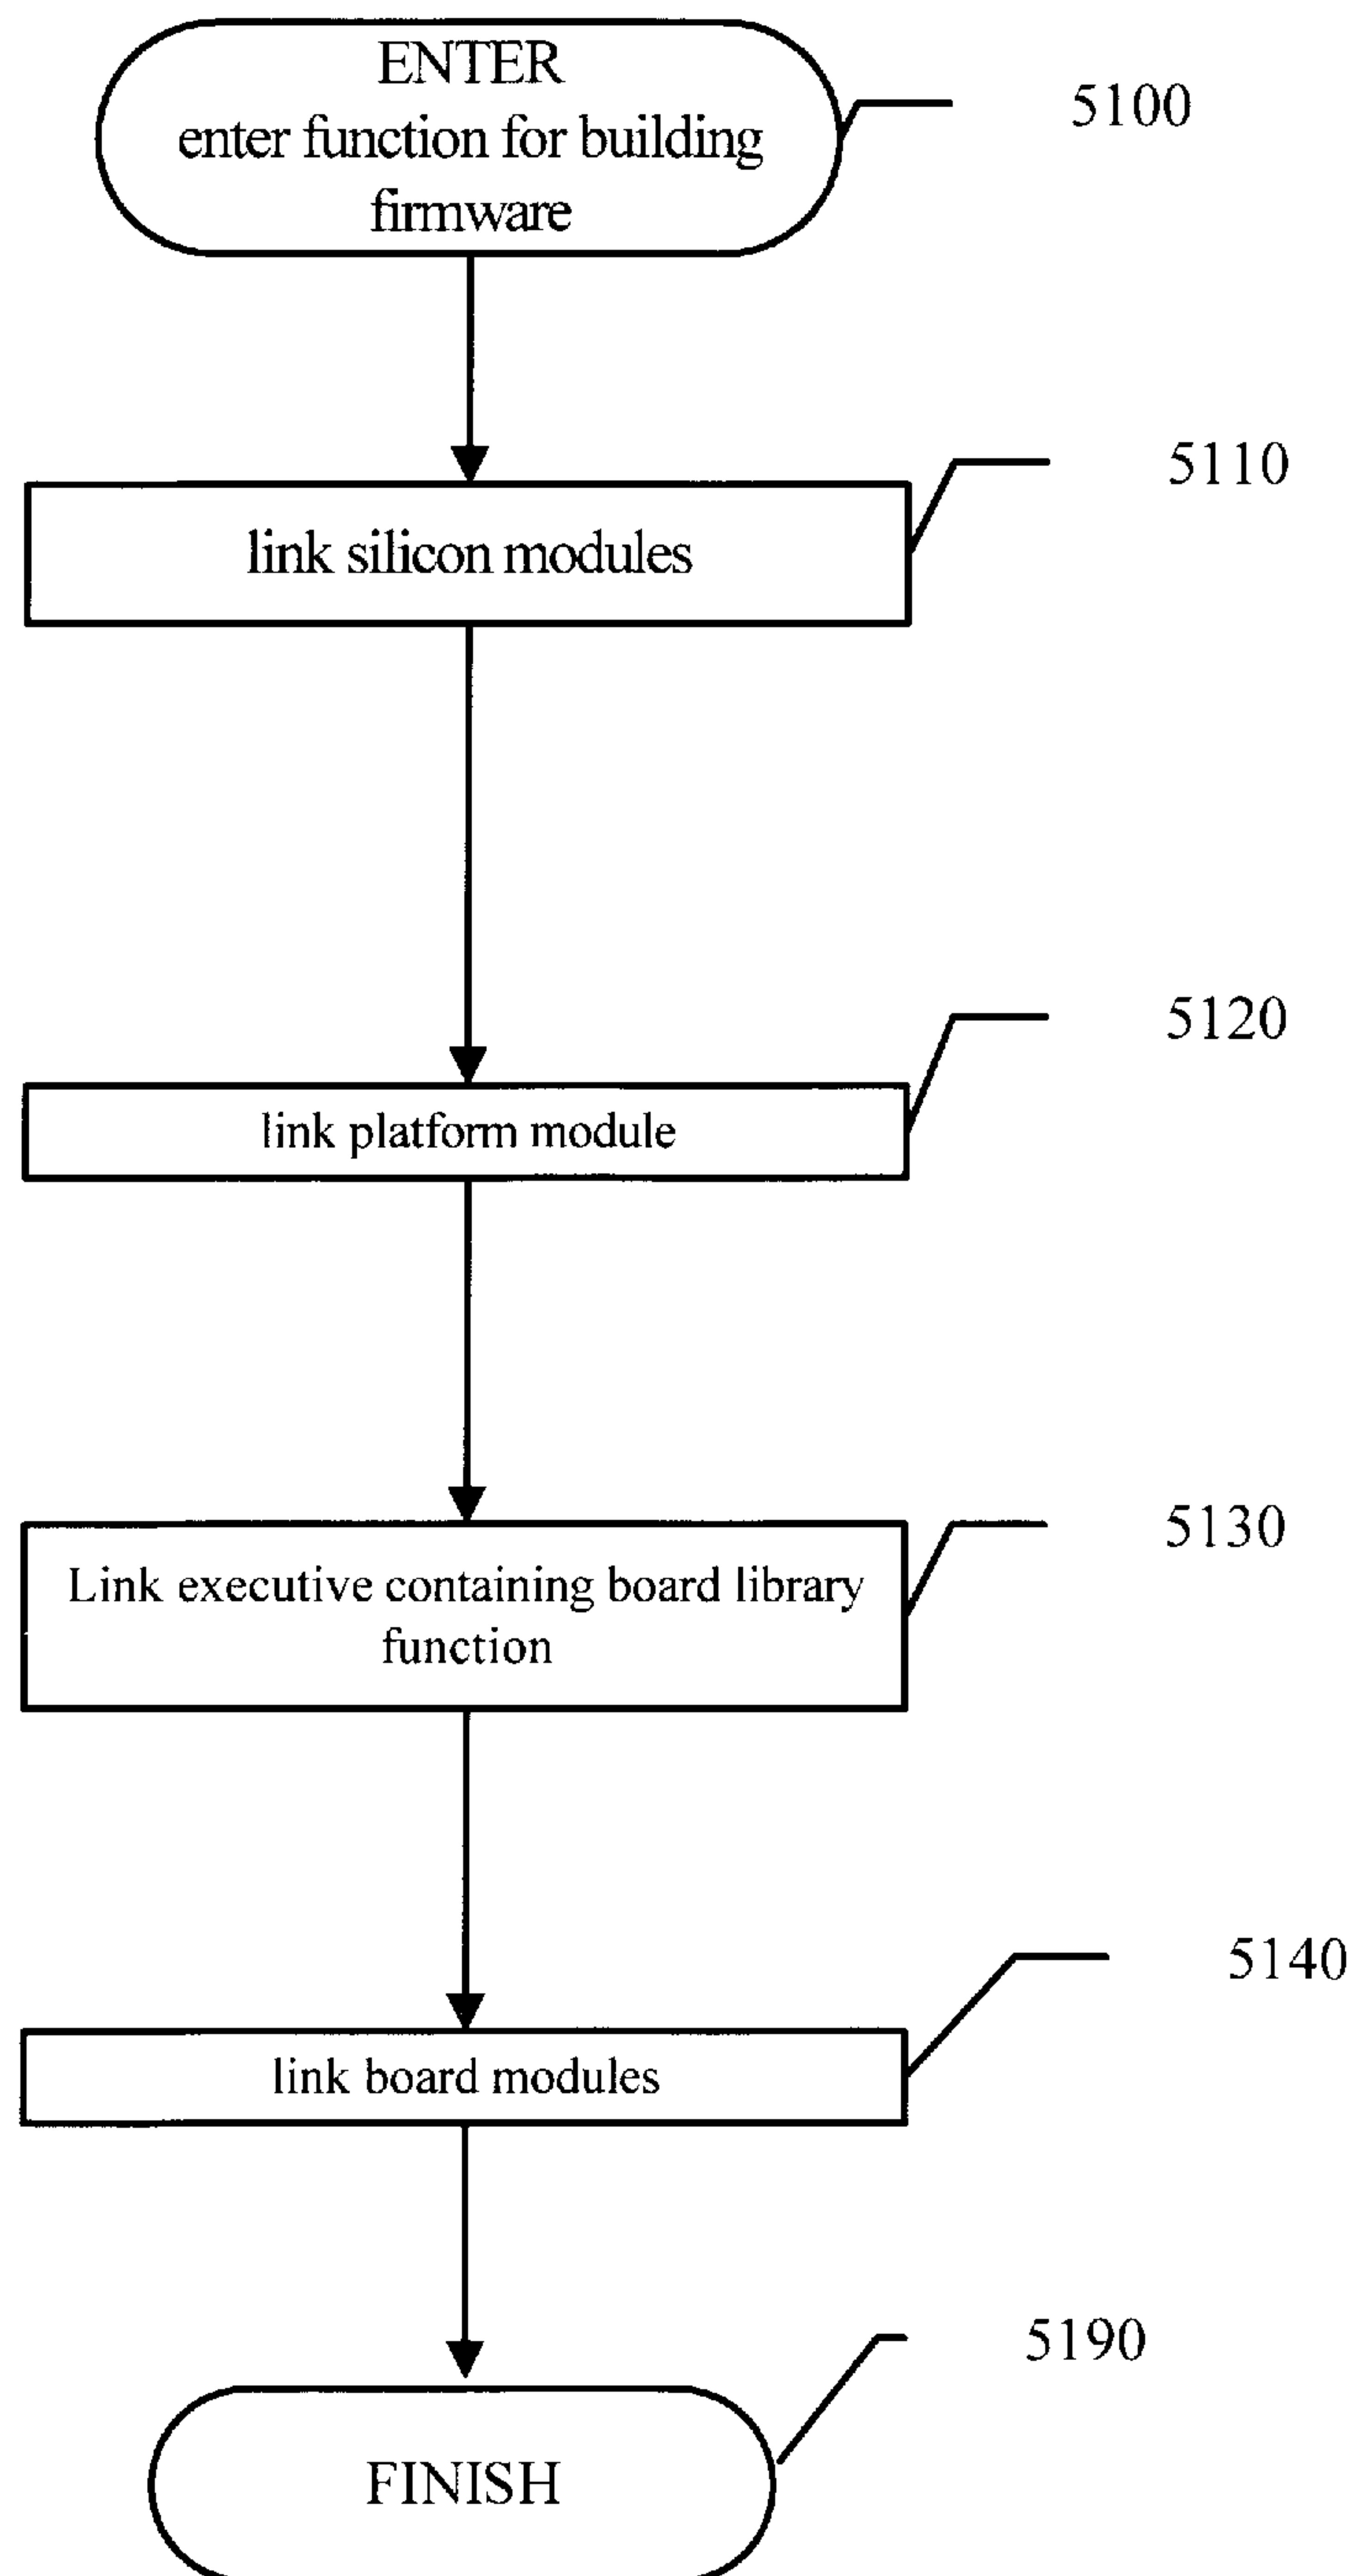 ENTER
enter function for building
firmware
5100
5110
link silicon modules
5120
link platform module
5130
Link executive containing board library
function
5140
link board modules
5190
FINISH